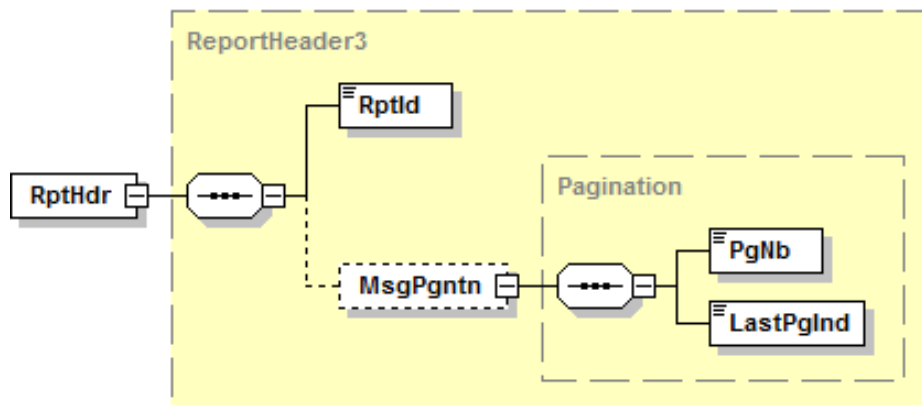 ReportHeader3
RptId
RptHdr
Pagination
PgNb
MsgPgntn
LastPgInd